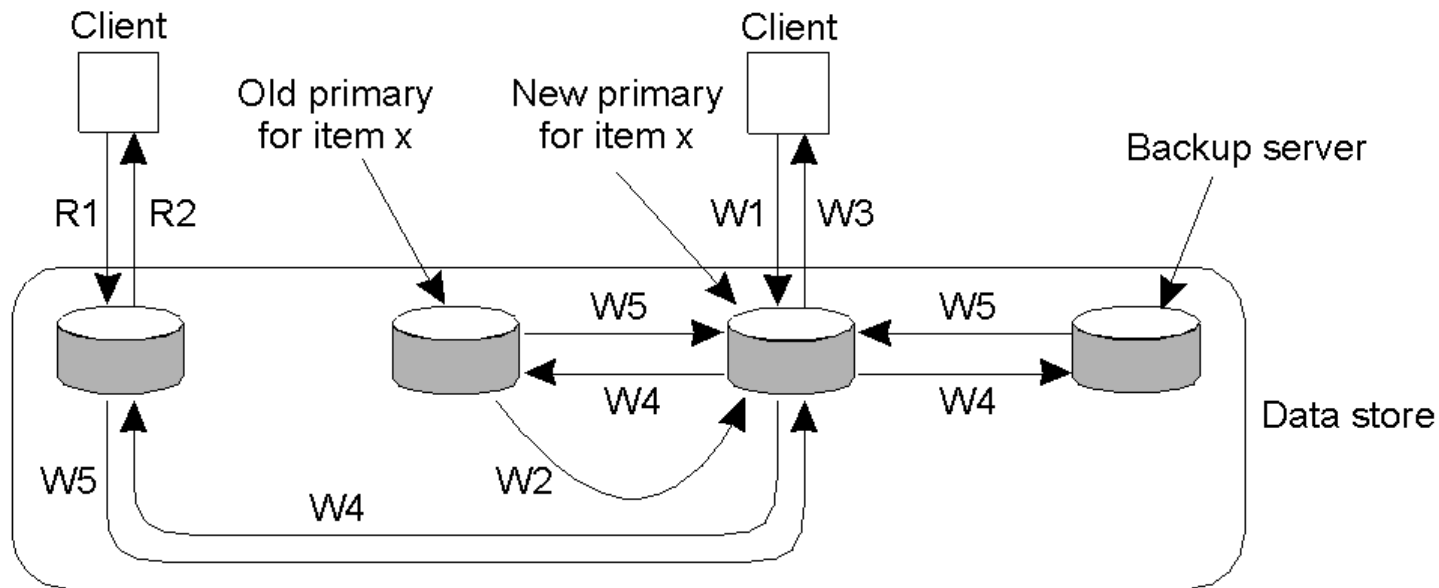 Client
Client
Old primary
for item x
New primary
for item x
Backup server
R1
R2
W1
W3
W5
W5
W4
W4
Data store
W5
W4
W2